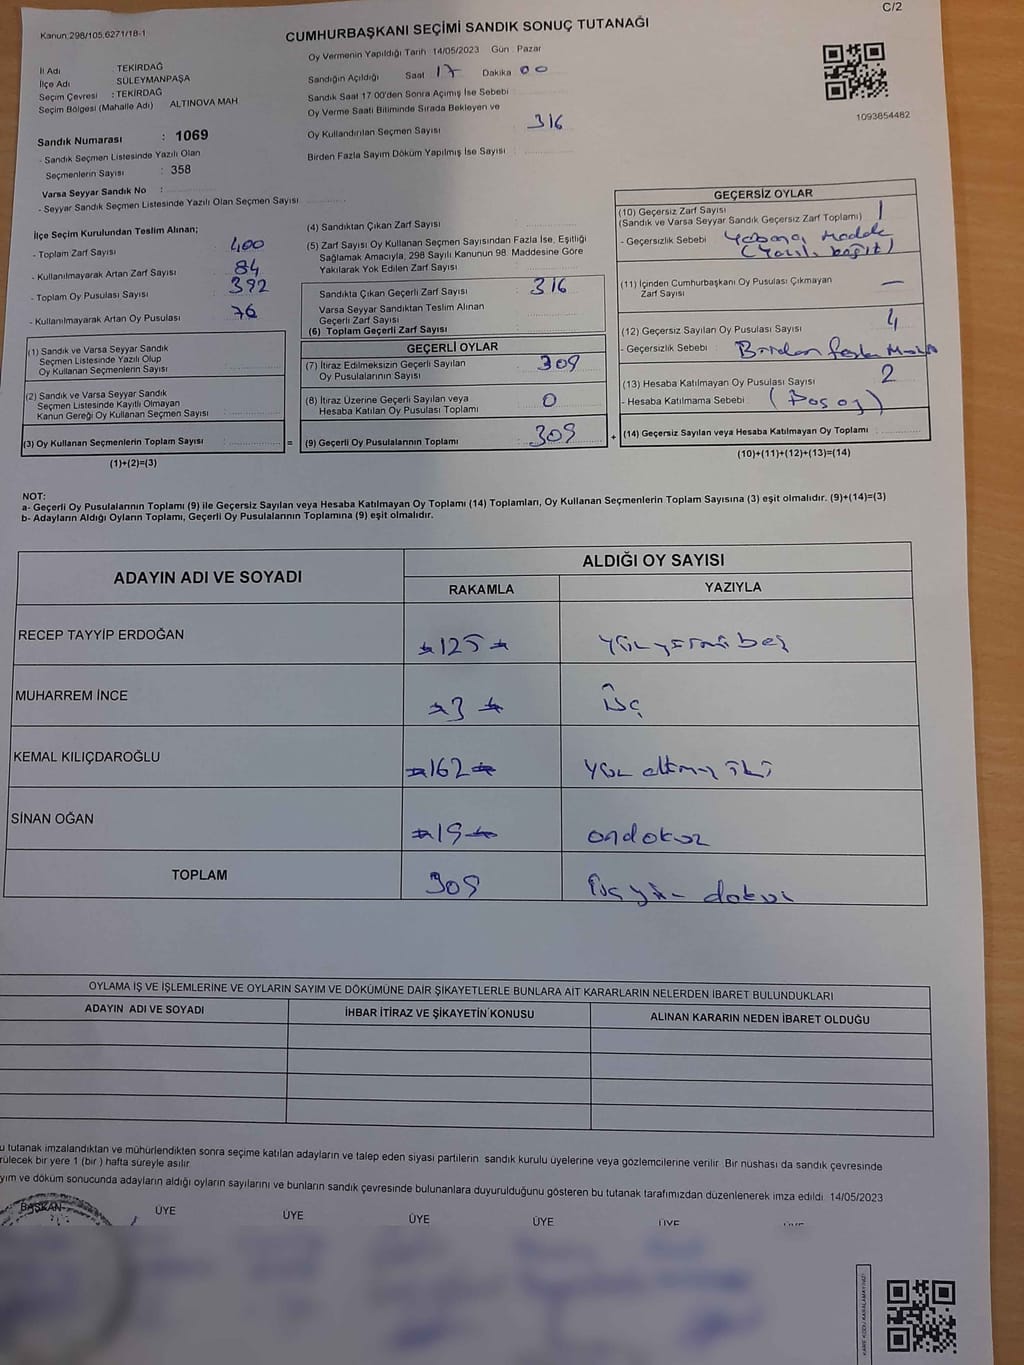 C/2
Kanun:298/105,6271/18-1
CUMHURBAŞKANI SEÇİMİ SANDIK SONUÇ TUTANAĞI
Oy Vermenin Yapıldığı Tarih 14/05/2023 Gün : Pazar
İl Adı : TEKİRDAĞ
İlçe Adı : SÜLEYMANPAŞA
Seçim Çevresi : TEKİRDAĞ
Seçim Bölgesi (Mahalle Adı) ALTINOVA MAH
Sandığın Açıldığı Saat 17 Dakika 00
Sandık Saat 17.00'den Sonra Açılmış İse Sebebi :
Oy Verme Saati Bitiminde Sırada Bekleyen ve
Oy Kullandırılan Seçmen Sayısı : 316
Birden Fazla Sayım Döküm Yapılmış İse Sayısı :
1093854482
Sandık Numarası : 1069
- Sandık Seçmen Listesinde Yazılı Olan
Seçmenlerin Sayısı : 358
Varsa Seyyar Sandık No :
- Seyyar Sandık Seçmen Listesinde Yazılı Olan Seçmen Sayısı
İlçe Seçim Kurulundan Teslim Alınan;
- Toplam Zarf Sayısı : 400
- Kullanılmayarak Artan Zarf Sayısı : 84
- Toplam Oy Pusulası Sayısı : 392
- Kullanılmayarak Artan Oy Pusulası : 76
(1) Sandık ve Varsa Seyyar Sandık
Seçmen Listesinde Yazılı Olup
Oy Kullanan Seçmenlerin Sayısı
(2) Sandık ve Varsa Seyyar Sandık
Seçmen Listesinde Kayıtlı Olmayan
Kanun Gereği Oy Kullanan Seçmen Sayısı
(3) Oy Kullanan Seçmenlerin Toplam Sayısı : =
(1)+(2)=(3)
(4) Sandıktan Çıkan Zarf Sayısı
(5) Zarf Sayısı Oy Kullanan Seçmen Sayısından Fazla İse, Eşitliği
Sağlamak Amacıyla, 298 Sayılı Kanunun 98. Maddesine Göre
Yakılarak Yok Edilen Zarf Sayısı
Sandıkta Çıkan Geçerli Zarf Sayısı 316
Varsa Seyyar Sandıktan Teslim Alınan
Geçerli Zarf Sayısı
(6) Toplam Geçerli Zarf Sayısı
GEÇERLİ OYLAR
(7) İtiraz Edilmeksizin Geçerli Sayılan
Oy Pusulalarının Sayısı 309
(8) İtiraz Üzerine Geçerli Sayılan veya
Hesaba Katılan Oy Pusulası Toplamı 0
(9) Geçerli Oy Pusulalarının Toplamı 309 +
GEÇERSİZ OYLAR
(10) Geçersiz Zarf Sayısı
(Sandık ve Varsa Seyyar Sandık Geçersiz Zarf Toplamı) 1
- Geçersizlik Sebebi : Yabancı Madde
(Yazılı kağıt)
(11) İçinden Cumhurbaşkanı Oy Pusulası Çıkmayan
Zarf Sayısı —
(12) Geçersiz Sayılan Oy Pusulası Sayısı 4
- Geçersizlik Sebebi : Birden fazla
(13) Hesaba Katılmayan Oy Pusulası Sayısı 2
- Hesaba Katılmama Sebebi :
(14) Geçersiz Sayılan veya Hesaba Katılmayan Oy Toplamı
(10)+(11)+(12)+(13)=(14)
NOT:
a- Geçerli Oy Pusulalarının Toplamı (9) ile Geçersiz Sayılan veya Hesaba Katılmayan Oy Toplamı (14) Toplamları, Oy Kullanan Seçmenlerin Toplam Sayısına (3) eşit olmalıdır. (9)+(14)=(3)
b- Adayların Aldığı Oyların Toplamı, Geçerli Oy Pusulalarının Toplamına (9) eşit olmalıdır.
ADAYIN ADI VE SOYADI ALDIĞI OY SAYISI
RAKAMLA YAZIYLA
RECEP TAYYİP ERDOĞAN 125 yüzyirmi beş
MUHARREM İNCE 3 Üç
KEMAL KILIÇDAROĞLU 162 Yüz altmış iki
SİNAN OĞAN 19 ondokuz
TOPLAM 309 Üçyüz dokuz
OYLAMA İŞ VE İŞLEMLERİNE VE OYLARIN SAYIM VE DÖKÜMÜNE DAİR ŞİKAYETLERLE BUNLARA AİT KARARLARIN NELERDEN İBARET BULUNDUKLARI
ADAYIN ADI VE SOYADI İHBAR İTİRAZ VE ŞİKAYETİN KONUSU ALINAN KARARIN NEDEN İBARET OLDUĞU
u tutanak imzalandıktan ve mühürlendikten sonra seçime katılan adayların ve talep eden siyasi partilerin sandık kurulu üyelerine veya gözlemcilerine verilir. Bir nushası da sandık çevresinde
rülecek bir yere 1 (bir) hafta süreyle asılır.
yım ve döküm sonucunda adayların aldığı oyların sayılarını ve bunların sandık çevresinde bulunanlara duyurulduğunu gösteren bu tutanak tarafımızdan düzenlenerek imza edildi. 14/05/2023
BAŞKAN ÜYE ÜYE ÜYE ÜYE ÜYE ÜYE
KARE KODU KARALAMAYINIZ!